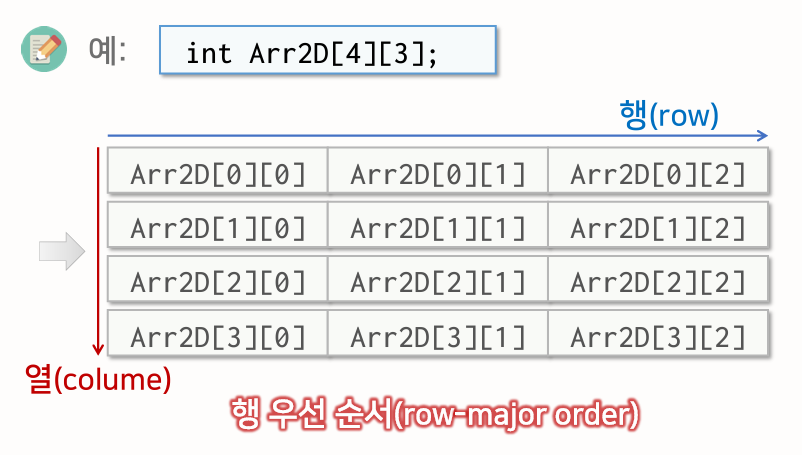 예: int Arr2D[4][3];
행(row)
Arr2D[0][0] Arr2D[0][1] Arr2D[0][2]
Arr2D[1][0] Arr2D[1][1] Arr2D[1][2]
Arr2D[2][0] Arr2D[2][1] Arr2D[2][2]
Arr2D[3][0] Arr2D[3][1] Arr2D[3][2]
열(colume)
행 우선 순서(row-major order)